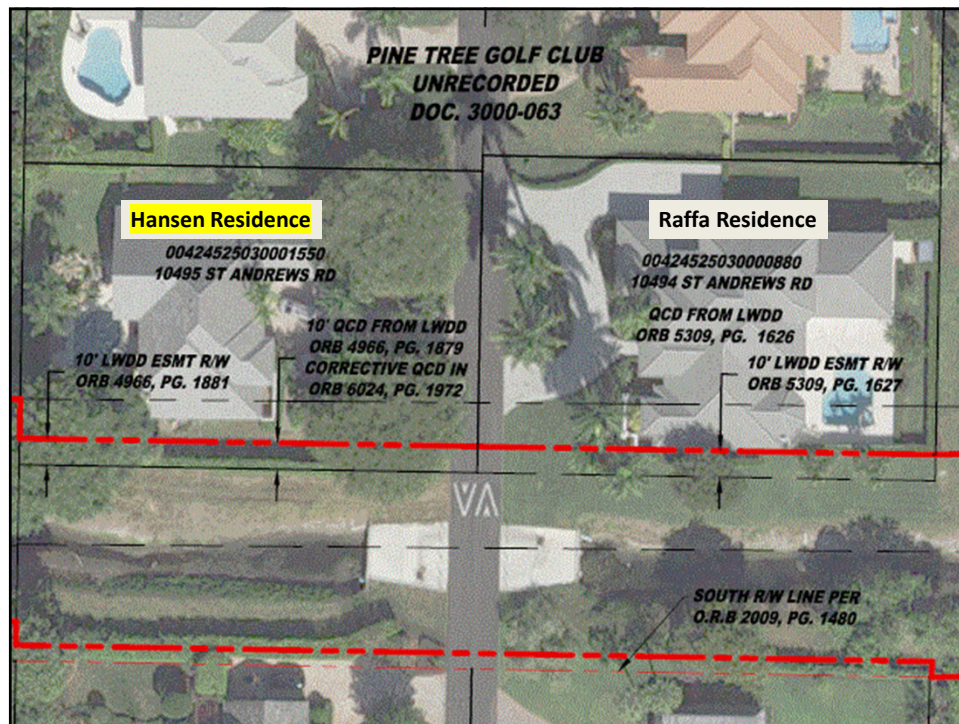 PINE TREE GOLF CLUB
UNRECORDED
DOC. 3000-063
Hansen Residence
00424525030001550
10495 ST ANDREWS RD
Raffa Residence
00424525030000880
10494 ST ANDREWS RD
QCD FROM LWDD
ORB 5309, PG. 1626
10' QCD FROM LWDD
ORB 4966, PG. 1879
CORRECTIVE QCD IN
ORB 6024, PG. 1972
10' LWDD ESMT R/W
ORB 4966, PG. 1881
10' LWDD ESMT R/W
ORB 5309, PG. 1627
SOUTH R/W LINE PER
O.R.B 2009, PG. 1480